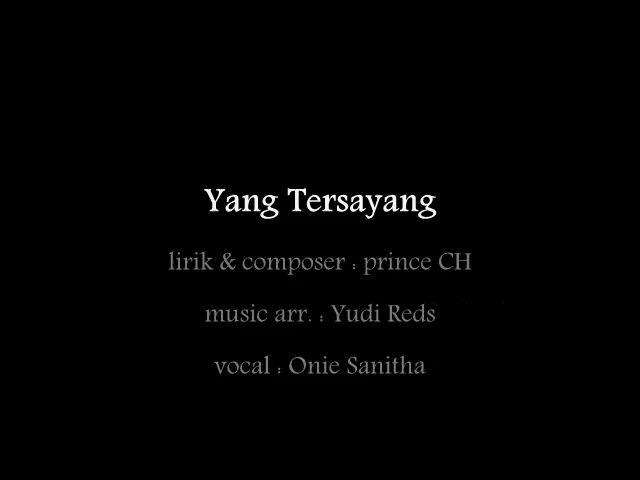 Yang Tersayang
lirik & composer : prince CH
music arr. : Yudi Reds
vocal : Onie Sanitha